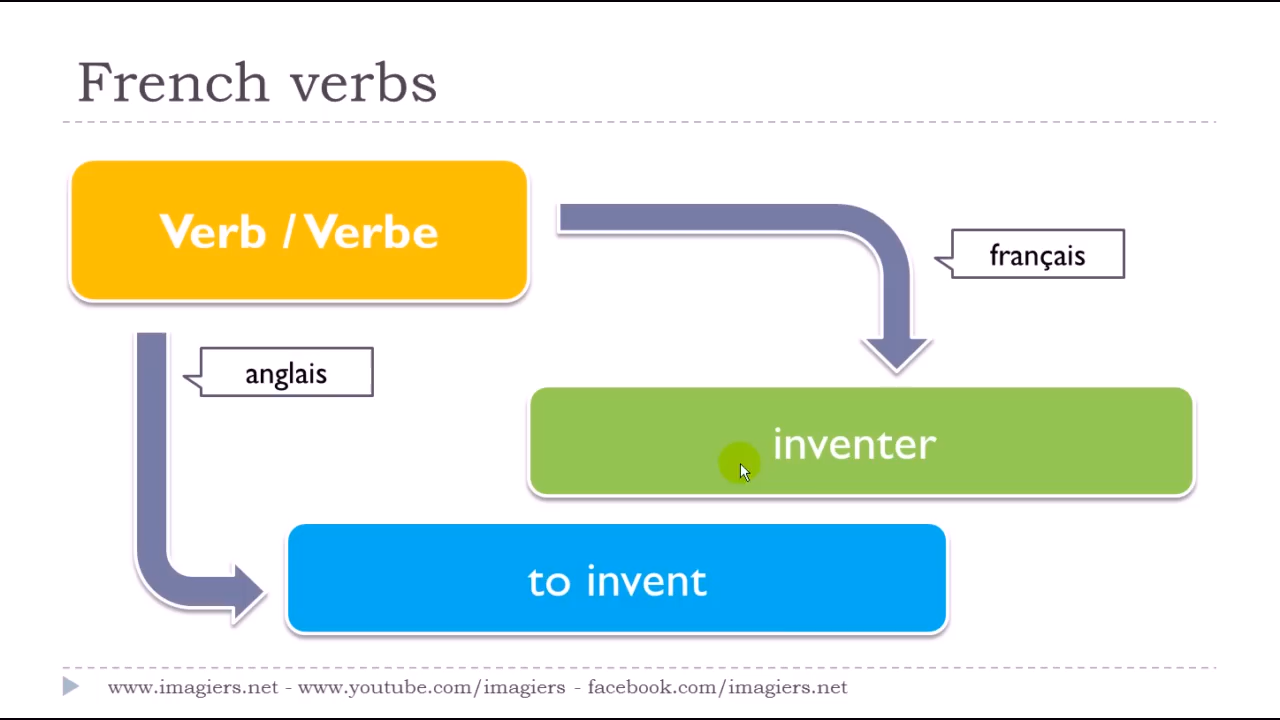 French verbs
Verb / Verbe
français
anglais
inventer
to invent
www.imagiers.net - www.youtube.com/imagiers - facebook.com/imagiers.net